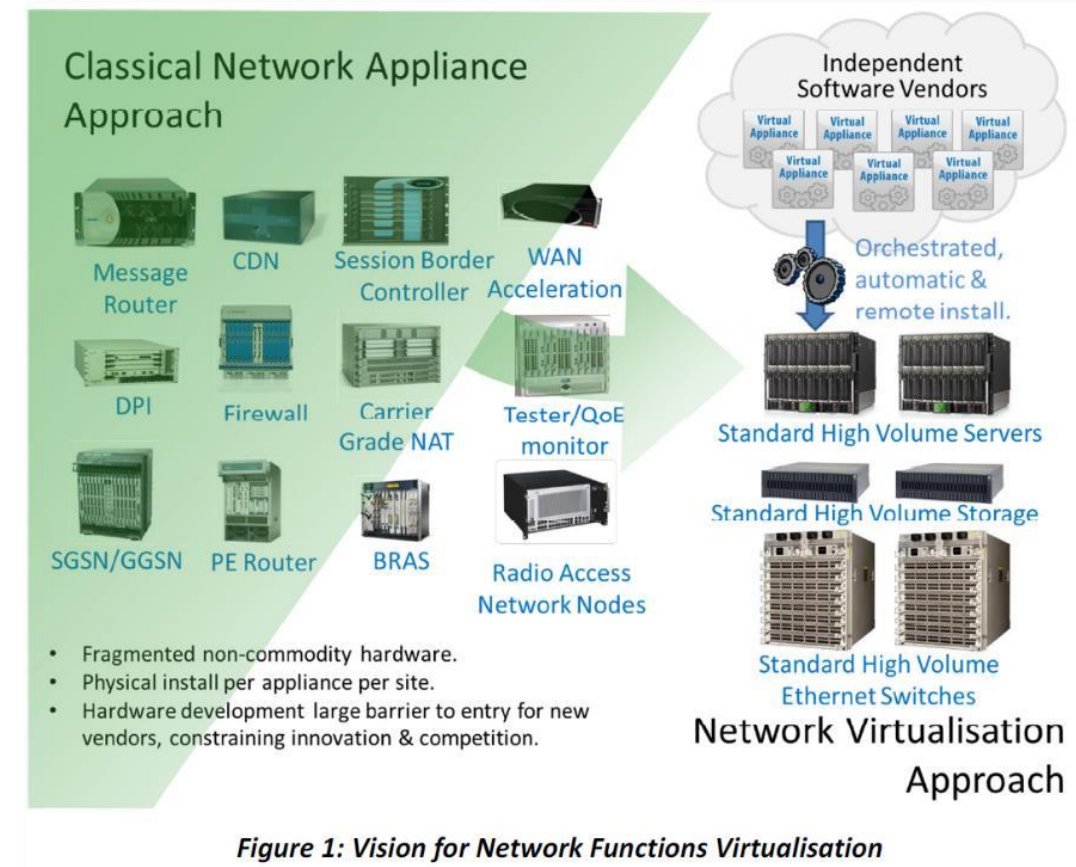 Classical Network Appliance
Approach
Message
Router
CDN
Session Border
Controller
WAN
Acceleration
DPI
Firewall
Carrier
Grade NAT
Tester/QoE
monitor
SGSN/GGSN
PE Router
BRAS
Radio Access
Network Nodes
• Fragmented non-commodity hardware.
• Physical install per appliance per site.
• Hardware development large barrier to entry for new
vendors, constraining innovation & competition.
Independent
Software Vendors
Virtual
Appliance
Virtual
Appliance
Virtual
Appliance
Virtual
Appliance
Virtual
Appliance
Virtual
Appliance
Virtual
Appliance
Orchestrated,
automatic &
remote install.
Standard High Volume Servers
Standard High Volume Storage
Standard High Volume
Ethernet Switches
Network Virtualisation
Approach
Figure 1: Vision for Network Functions Virtualisation